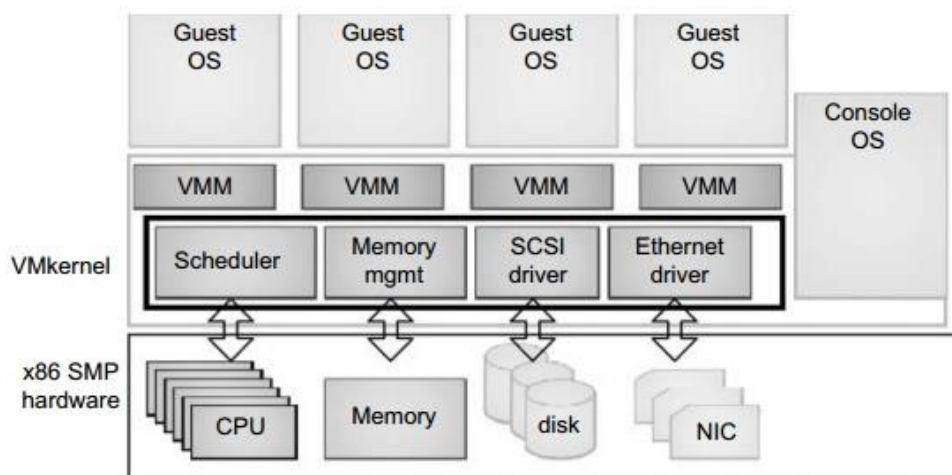 Guest
OS
Guest
OS
Guest
OS
Guest
OS
Console
OS
VMM
VMM
VMM
VMM
VMkernel
Scheduler
Memory
mgmt
SCSI
driver
Ethernet
driver
x86 SMP
hardware
CPU
Memory
disk
NIC